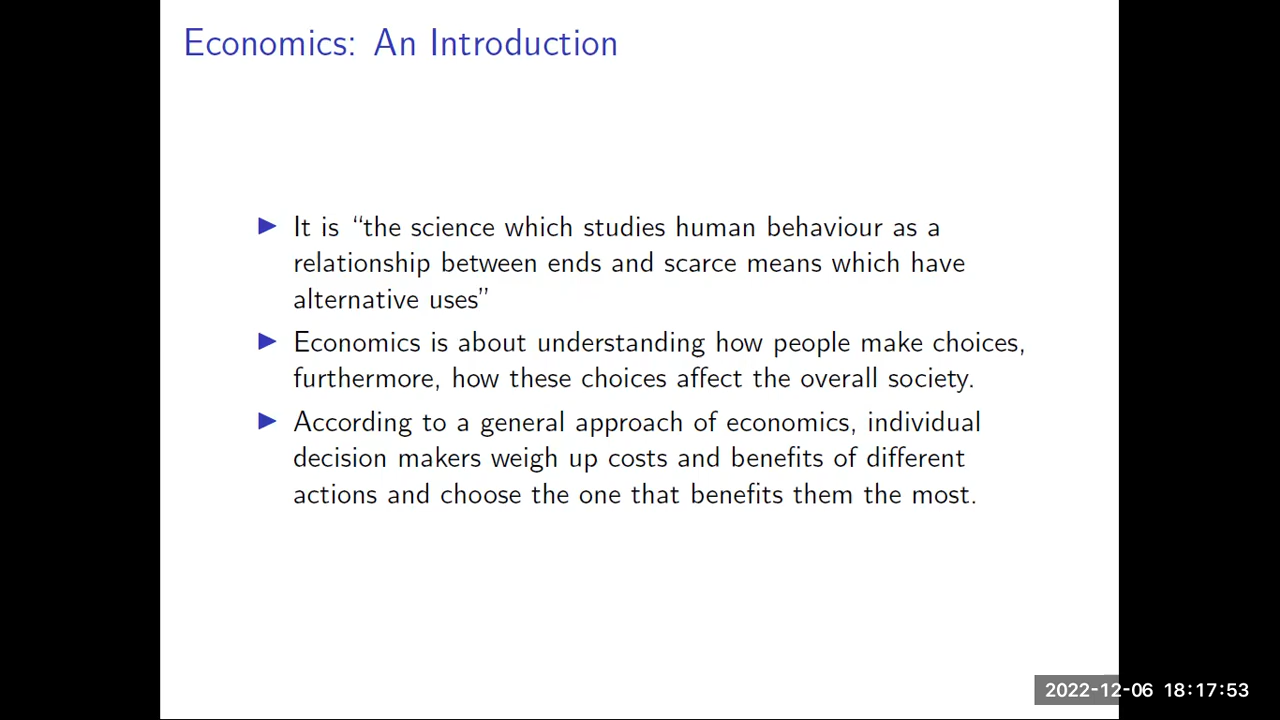 Economics: An Introduction
It is “the science which studies human behaviour as a
relationship between ends and scarce means which have
alternative uses”
Economics is about understanding how people make choices,
furthermore, how these choices affect the overall society.
According to a general approach of economics, individual
decision makers weigh up costs and benefits of different
actions and choose the one that benefits them the most.
2022-12-06 18:17:53